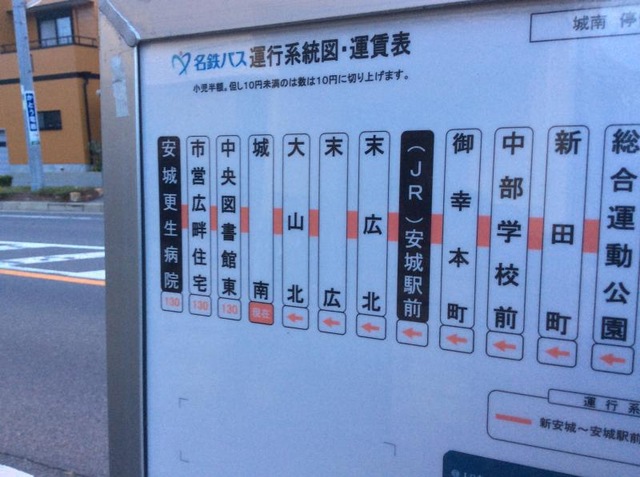 城南 停
名鉄バス 運行系統図・運賃表
小児半額。但し10円未満のは数は10円に切り上げます。
安城更生病院 130
市営広畔住宅 130
中央図書館東 130
城南 現在
大山北 ←
末広 ←
末広北 ←
(JR)安城駅前 ←
御幸本町 ←
中部学校前 ←
新田町 ←
総合運動公園 ←
運行系
新安城～安城駅前